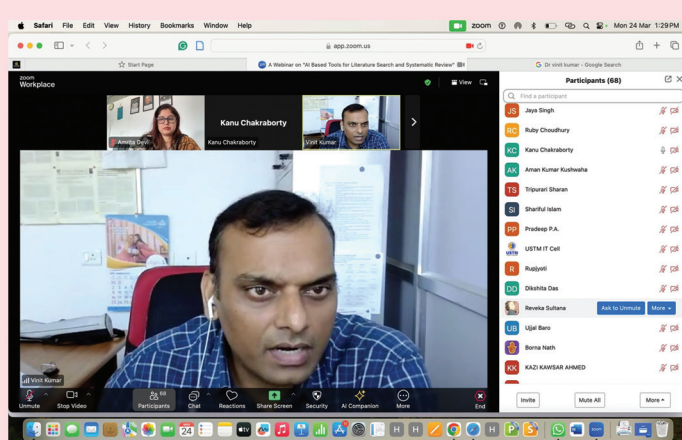 Safari File Edit View History Bookmarks Window Help
zoom
Mon 24 Mar 1:29 PM
app.zoom.us
Start Page
A Webinar on "AI Based Tools for Literature Search and Systematic Review"
Dr vinit kumar - Google Search
zoom
Workplace
View
Amrita Devi
Kanu Chakraborty
Kanu Chakraborty
Vinit Kumar
Vinit Kumar
Unmute
Stop Video
68
Participants
Chat
Reactions
Share Screen
Security
AI Companion
More
End
Participants (68)
Find a participant
JS Jaya Singh
RC Ruby Choudhury
KC Kanu Chakraborty
AK Aman Kumar Kushwaha
TS Tripurari Sharan
SI Shariful Islam
PP Pradeep P.A.
USTM USTM IT Cell
R Rupjyoti
DD Dikshita Das
Reveka Sultana Ask to Unmute More
UB Ujjal Baro
Borna Nath
KK KAZI KAWSAR AHMED
Invite
Mute All
More
24
tv
H
H
H
P
S
W
zoom